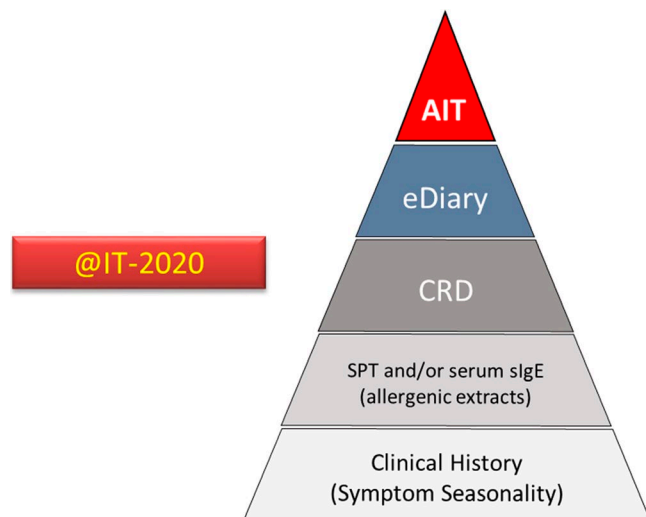 AIT
eDiary
@IT-2020
CRD
SPT and/or serum sIgE
(allergenic extracts)
Clinical History
(Symptom Seasonality)